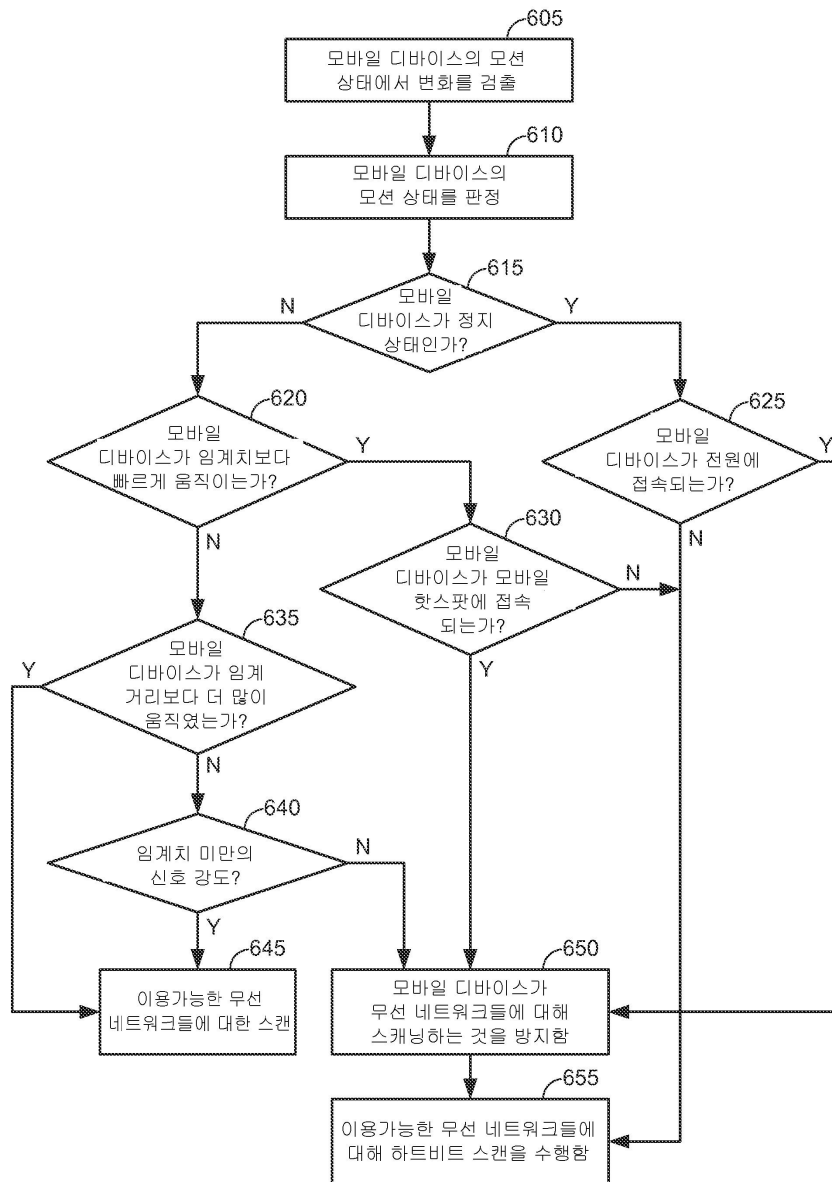 605
모바일 디바이스의 모션
상태에서 변화를 검출
610
모바일 디바이스의
모션 상태를 판정
615
모바일
디바이스가 정지
상태인가?
N
Y
620
모바일
디바이스가 임계치보다
빠르게 움직이는가?
Y
N
625
모바일
디바이스가 전원에
접속되는가?
Y
N
630
모바일
디바이스가 모바일
핫스팟에 접속
되는가?
N
Y
635
모바일
디바이스가 임계
거리보다 더 많이
움직였는가?
Y
N
640
임계치 미만의
신호 강도?
N
Y
645
이용가능한 무선
네트워크들에 대한 스캔
650
모바일 디바이스가
무선 네트워크들에 대해
스캐닝하는 것을 방지함
655
이용가능한 무선 네트워크들에
대해 하트비트 스캔을 수행함